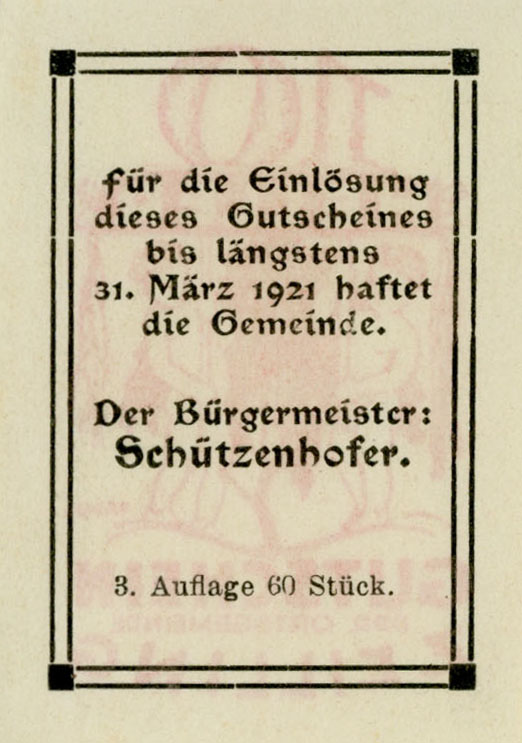 für die Einlösung
dieses Gutscheines
bis längstens
31. März 1921 haftet
die Gemeinde.
Der Bürgermeister:
Schützenhofer.
3. Auflage 60 Stück.